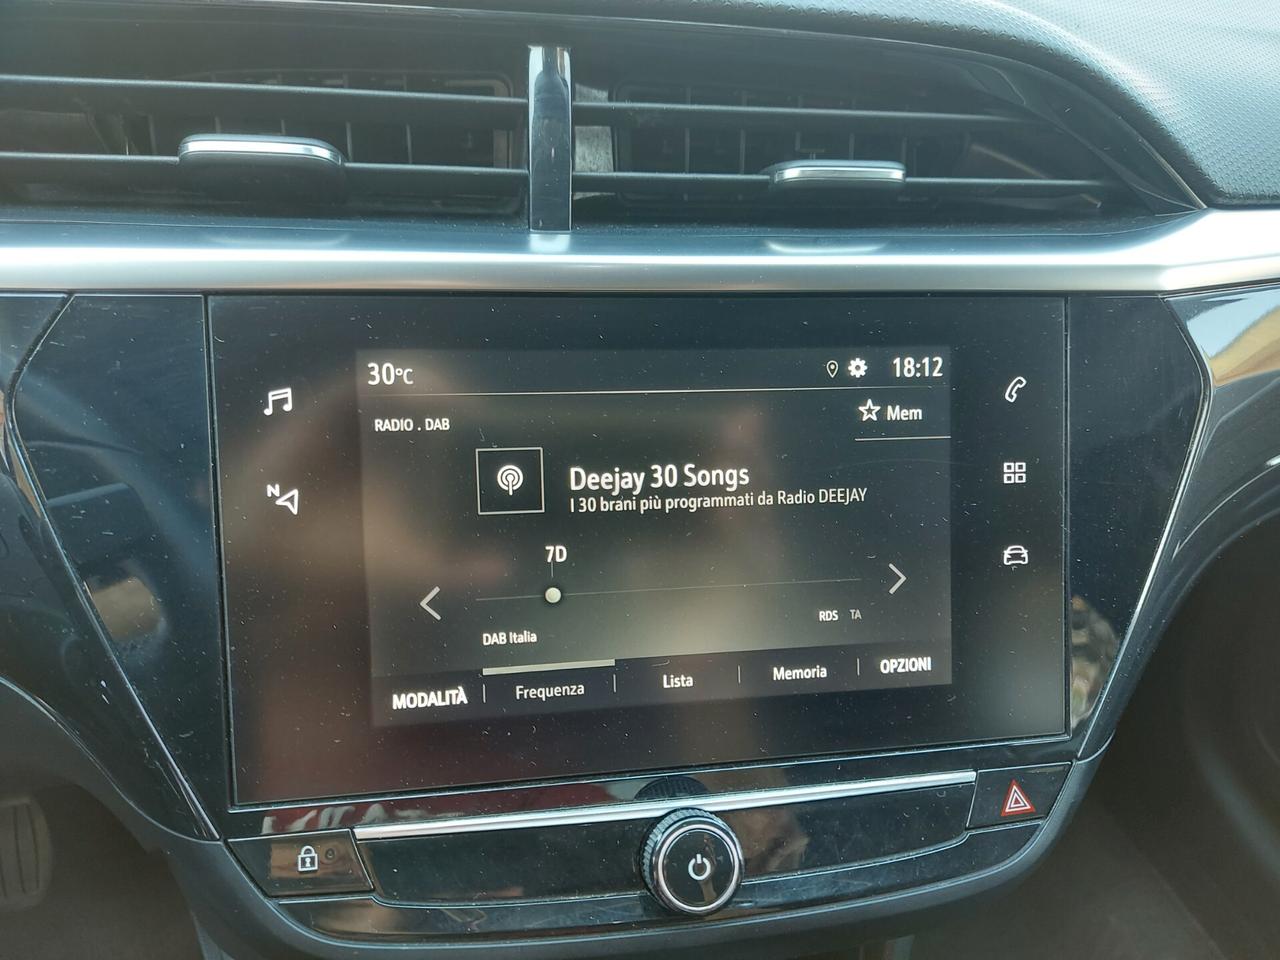 30°C
18:12
RADIO . DAB
Mem
N
Deejay 30 Songs
I 30 brani più programmati da Radio DEEJAY
7D
RDS TA
DAB Italia
MODALITÀ Frequenza Lista Memoria OPZIONI